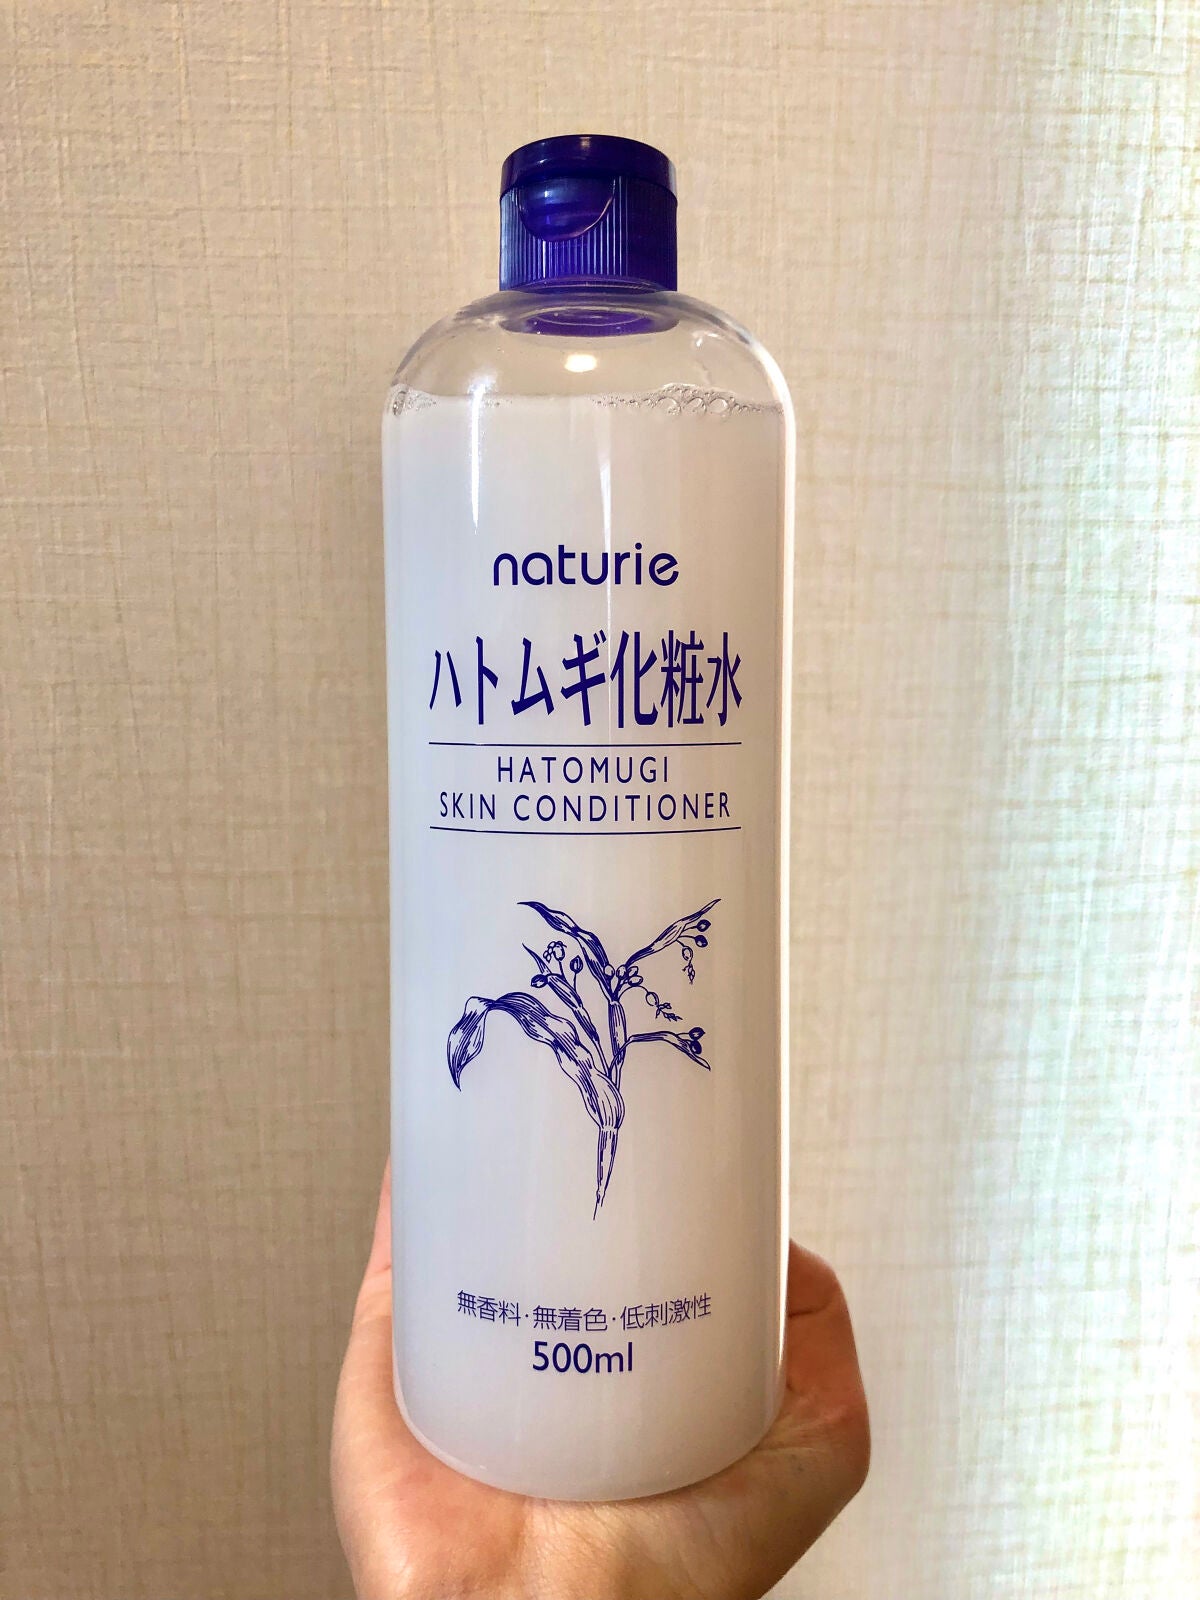 naturie
ハトムギ化粧水
HATOMUGI
SKIN CONDITIONER
無香料·無着色·低刺激性
500ml